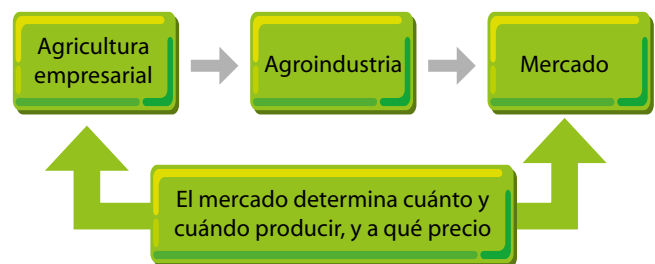 Agricultura
empresarial
Agroindustria
Mercado
El mercado determina cuánto y
cuándo producir, y a qué precio